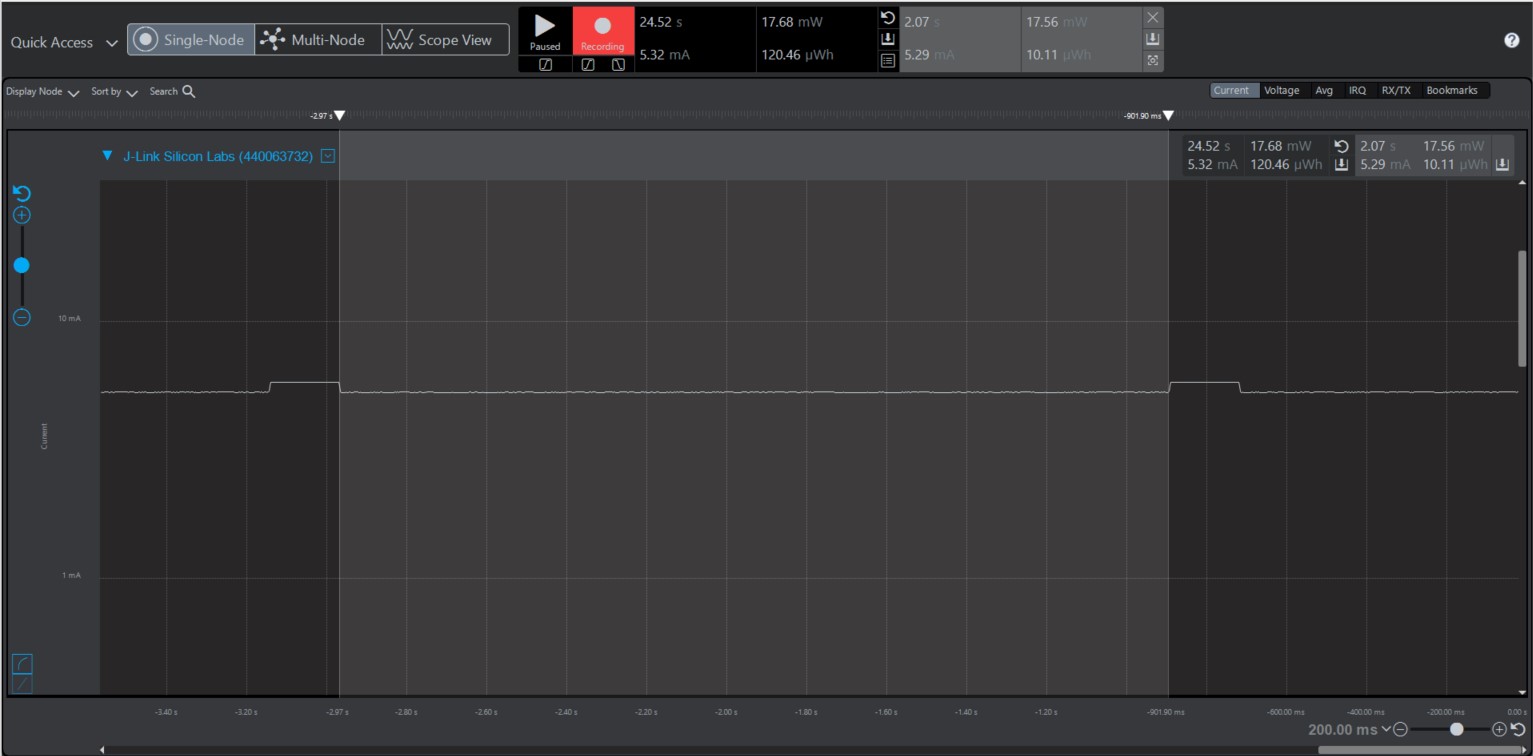 Quick Access Single-Node Multi-Node Scope View
Paused Recording
24.52 s 17.68 mW 2.07 s 17.56 mW
5.32 mA 120.46 µWh 5.29 mA 10.11 µWh
Display Node Sort by Search
Current Voltage Avg IRQ RX/TX Bookmarks
-2.97 s -901.90 ms
J-Link Silicon Labs (440063732)
24.52 s 17.68 mW 2.07 s 17.56 mW
5.32 mA 120.46 µWh 5.29 mA 10.11 µWh
10 mA
Current
1 mA
-3.40 s -3.20 s -2.97 s -2.80 s -2.60 s -2.40 s -2.20 s -2.00 s -1.80 s -1.60 s -1.40 s -1.20 s -901.90 ms -600.00 ms -400.00 ms -200.00 ms 0.00 s
200.00 ms